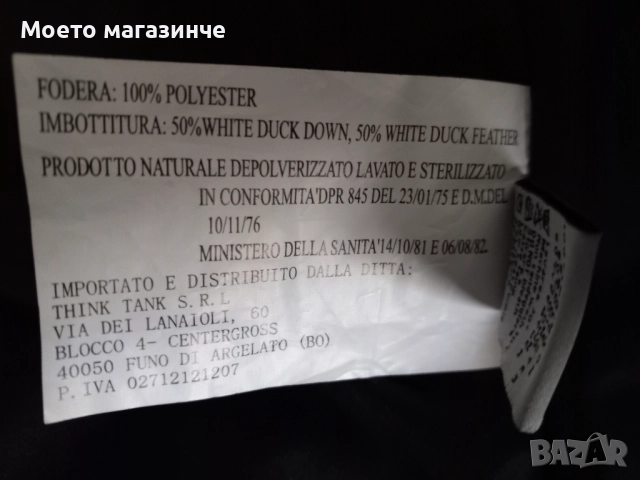 Моето магазинче
FODERA: 100% POLYESTER
IMBOTTITURA: 50%WHITE DUCK DOWN, 50% WHITE DUCK FEATHER
PRODOTTO NATURALE DEPOLVERIZZATO LAVATO E STERILIZZATO
IN CONFORMITA'DPR 845 DEL 23/01/75 E D.M.DEL
10/11/76
MINISTERO DELLA SANITA'14/10/81 E 06/08/82.
IMPORTATO E DISTRIBUITO DALLA DITTA:
THINK TANK S.R.L
VIA DEI LANAIOLI, 60
BLOCCO 4- CENTERGROSS
40050 FUNO DI ARGELATO (BO)
P.IVA 02712121207
BAZAR